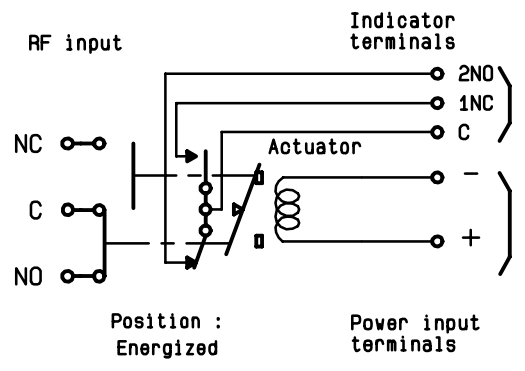 RF input
Indicator
terminals
2NO
1NC
C
NC
Actuator
−
C
+
NO
Position :
Energized
Power input
terminals